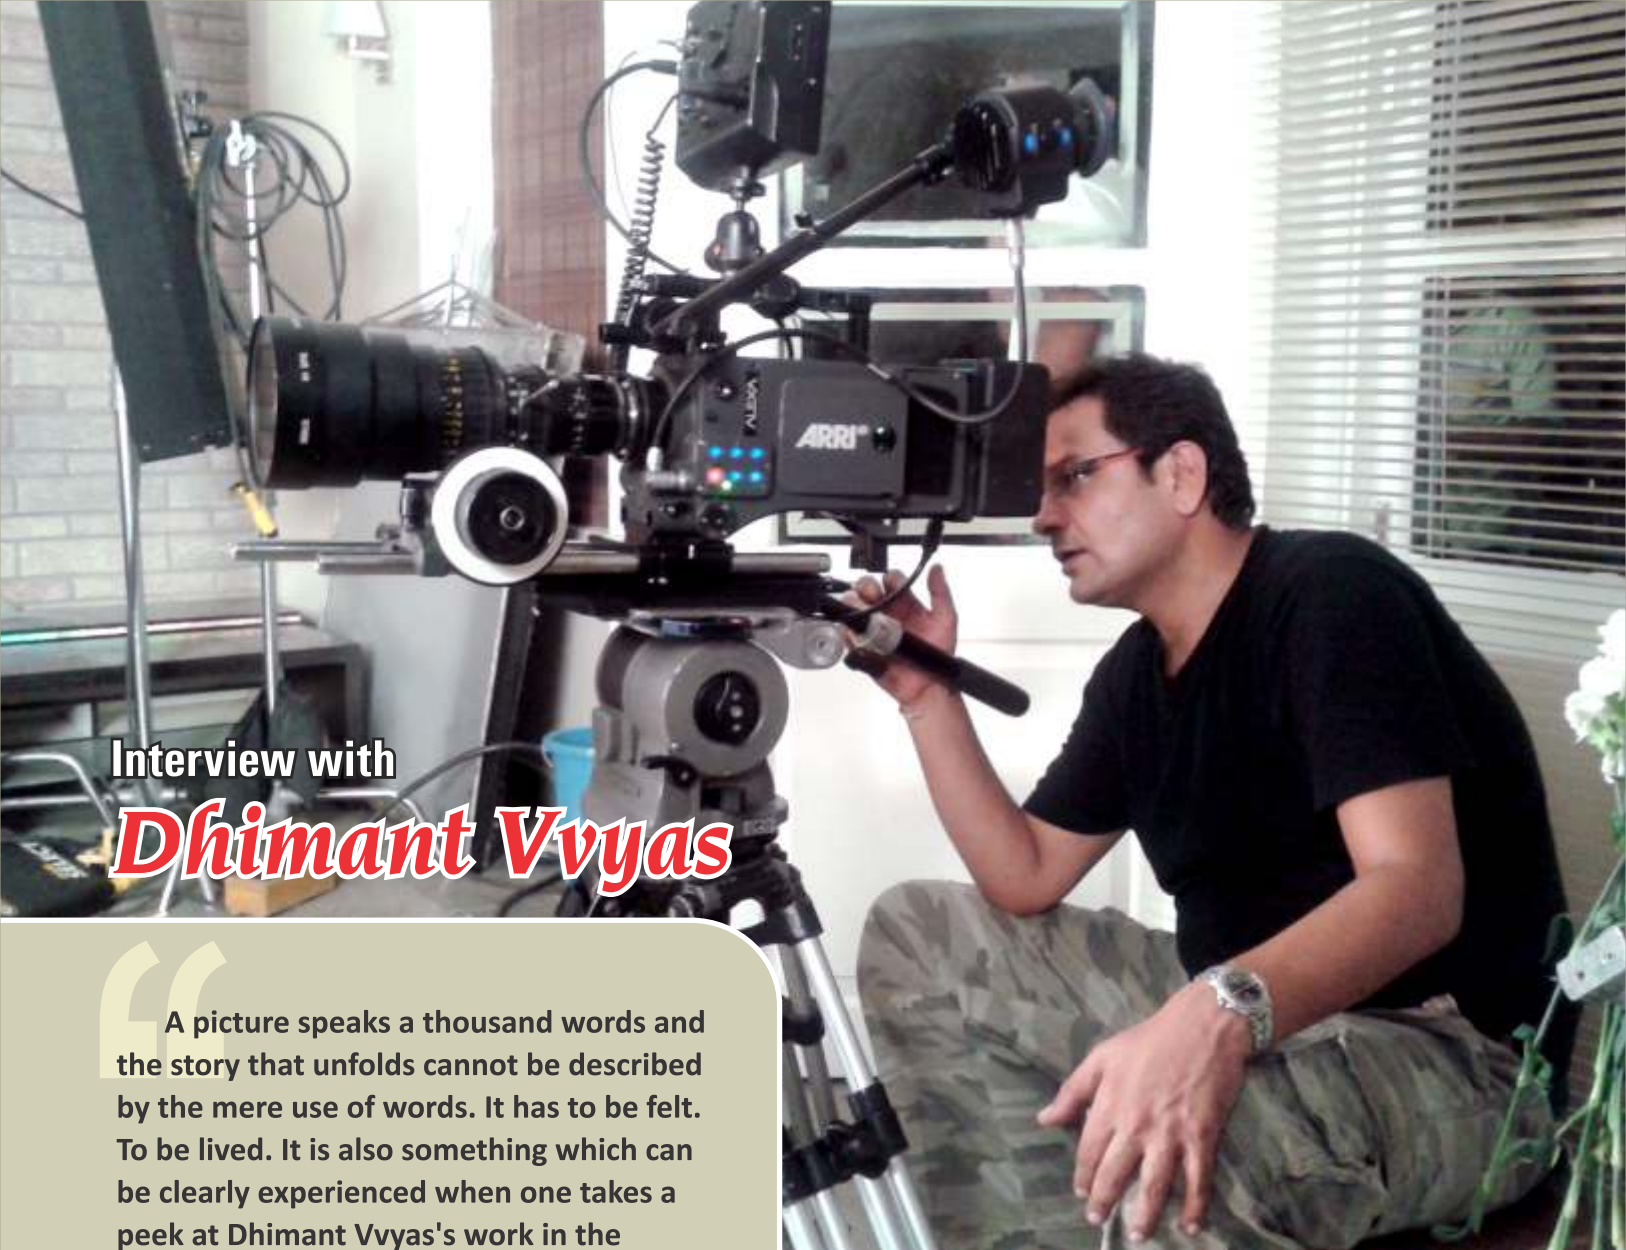 ARRI
Interview with
Dhimant Vvyas
“
A picture speaks a thousand words and
the story that unfolds cannot be described
by the mere use of words. It has to be felt.
To be lived. It is also something which can
be clearly experienced when one takes a
peek at Dhimant Vvyas's work in the